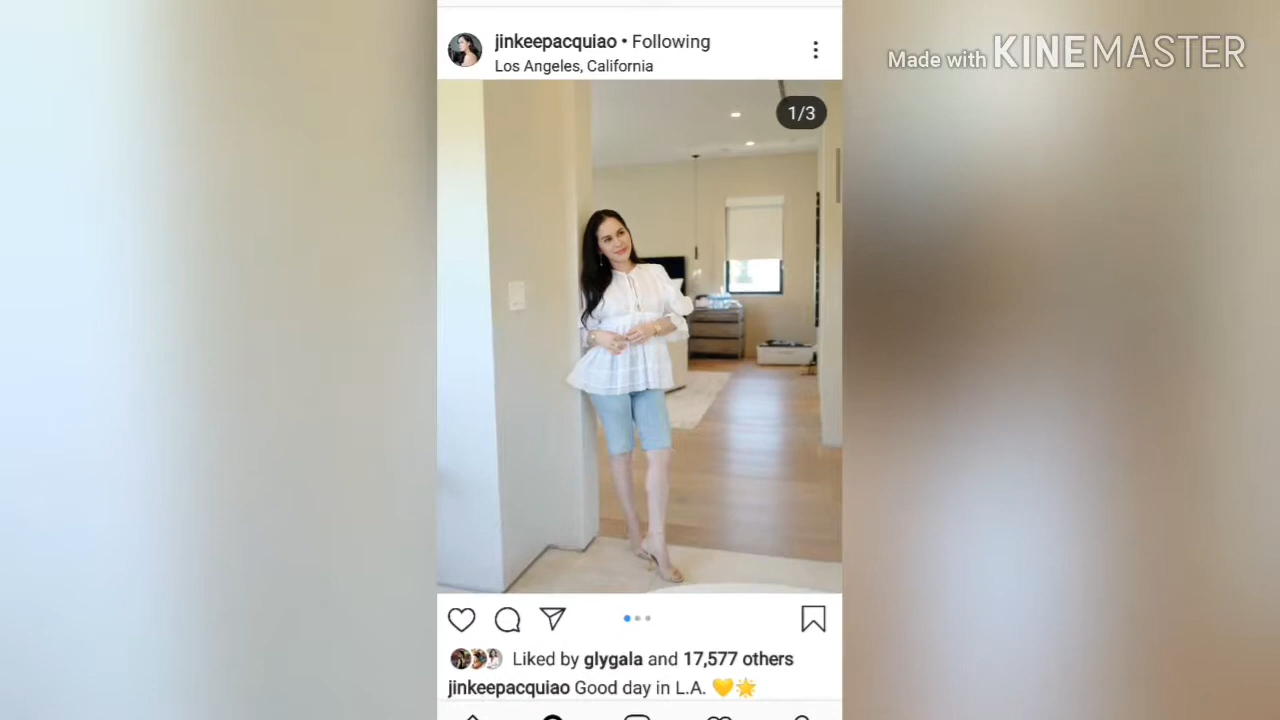 jinkeepacquiao • Following
Los Angeles, California
Made with KINEMASTER
1/3
Liked by glygala and 17,577 others
jinkeepacquiao Good day in L.A. 💛🌟